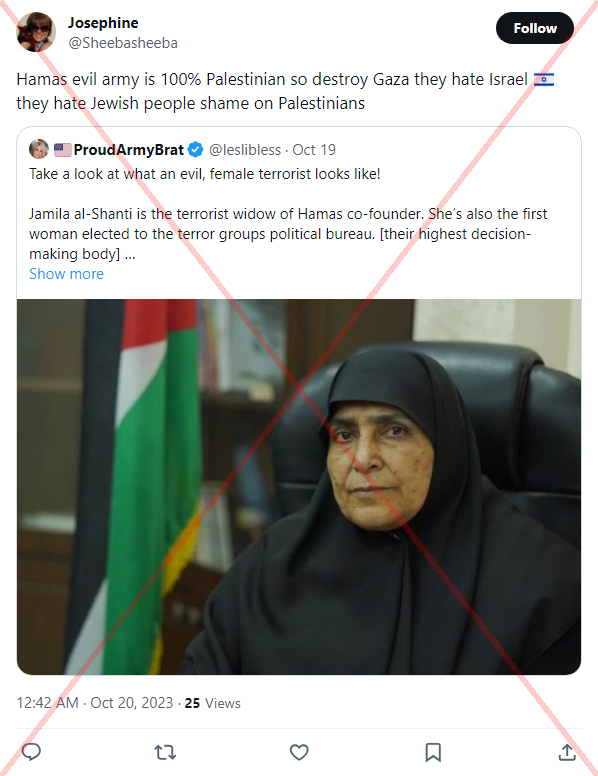 Josephine
@Sheebasheeba
Follow
Hamas evil army is 100% Palestinian so destroy Gaza they hate Israel 🇮🇱
they hate Jewish people shame on Palestinians
🇺🇸ProudArmyBrat @leslibless · Oct 19
Take a look at what an evil, female terrorist looks like!
Jamila al-Shanti is the terrorist widow of Hamas co-founder. She's also the first
woman elected to the terror groups political bureau. [their highest decision-
making body] ...
Show more
12:42 AM · Oct 20, 2023 · 25 Views